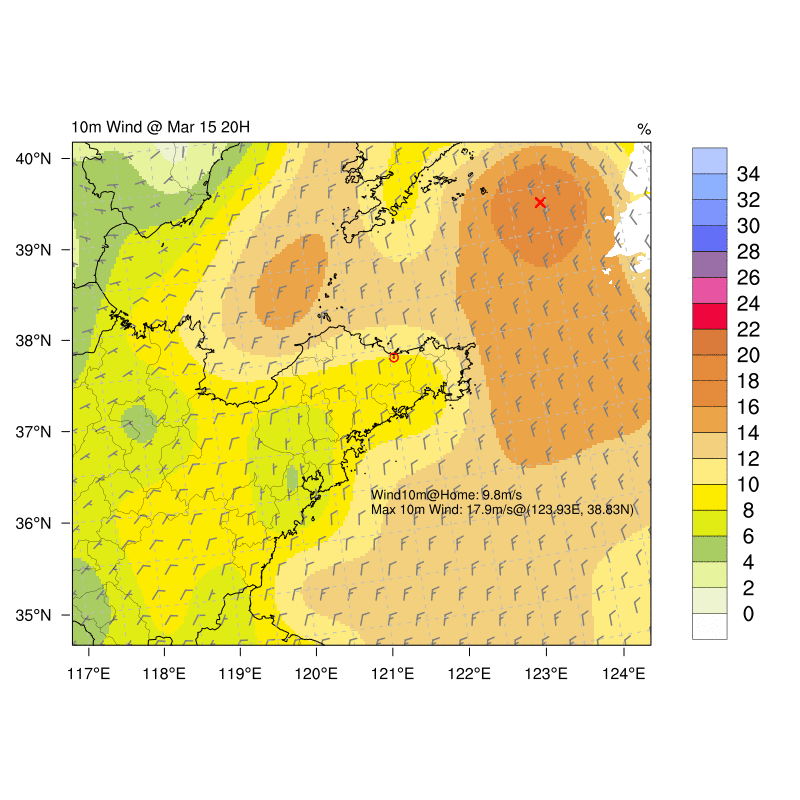 10m Wind @ Mar 15 20H
%
40°N
39°N
38°N
37°N
36°N
35°N
117°E 118°E 119°E 120°E 121°E 122°E 123°E 124°E
Wind10m@Home: 9.8m/s
Max 10m Wind: 17.9m/s@(123.93E, 38.83N)
34
32
30
28
26
24
22
20
18
16
14
12
10
8
6
4
2
0